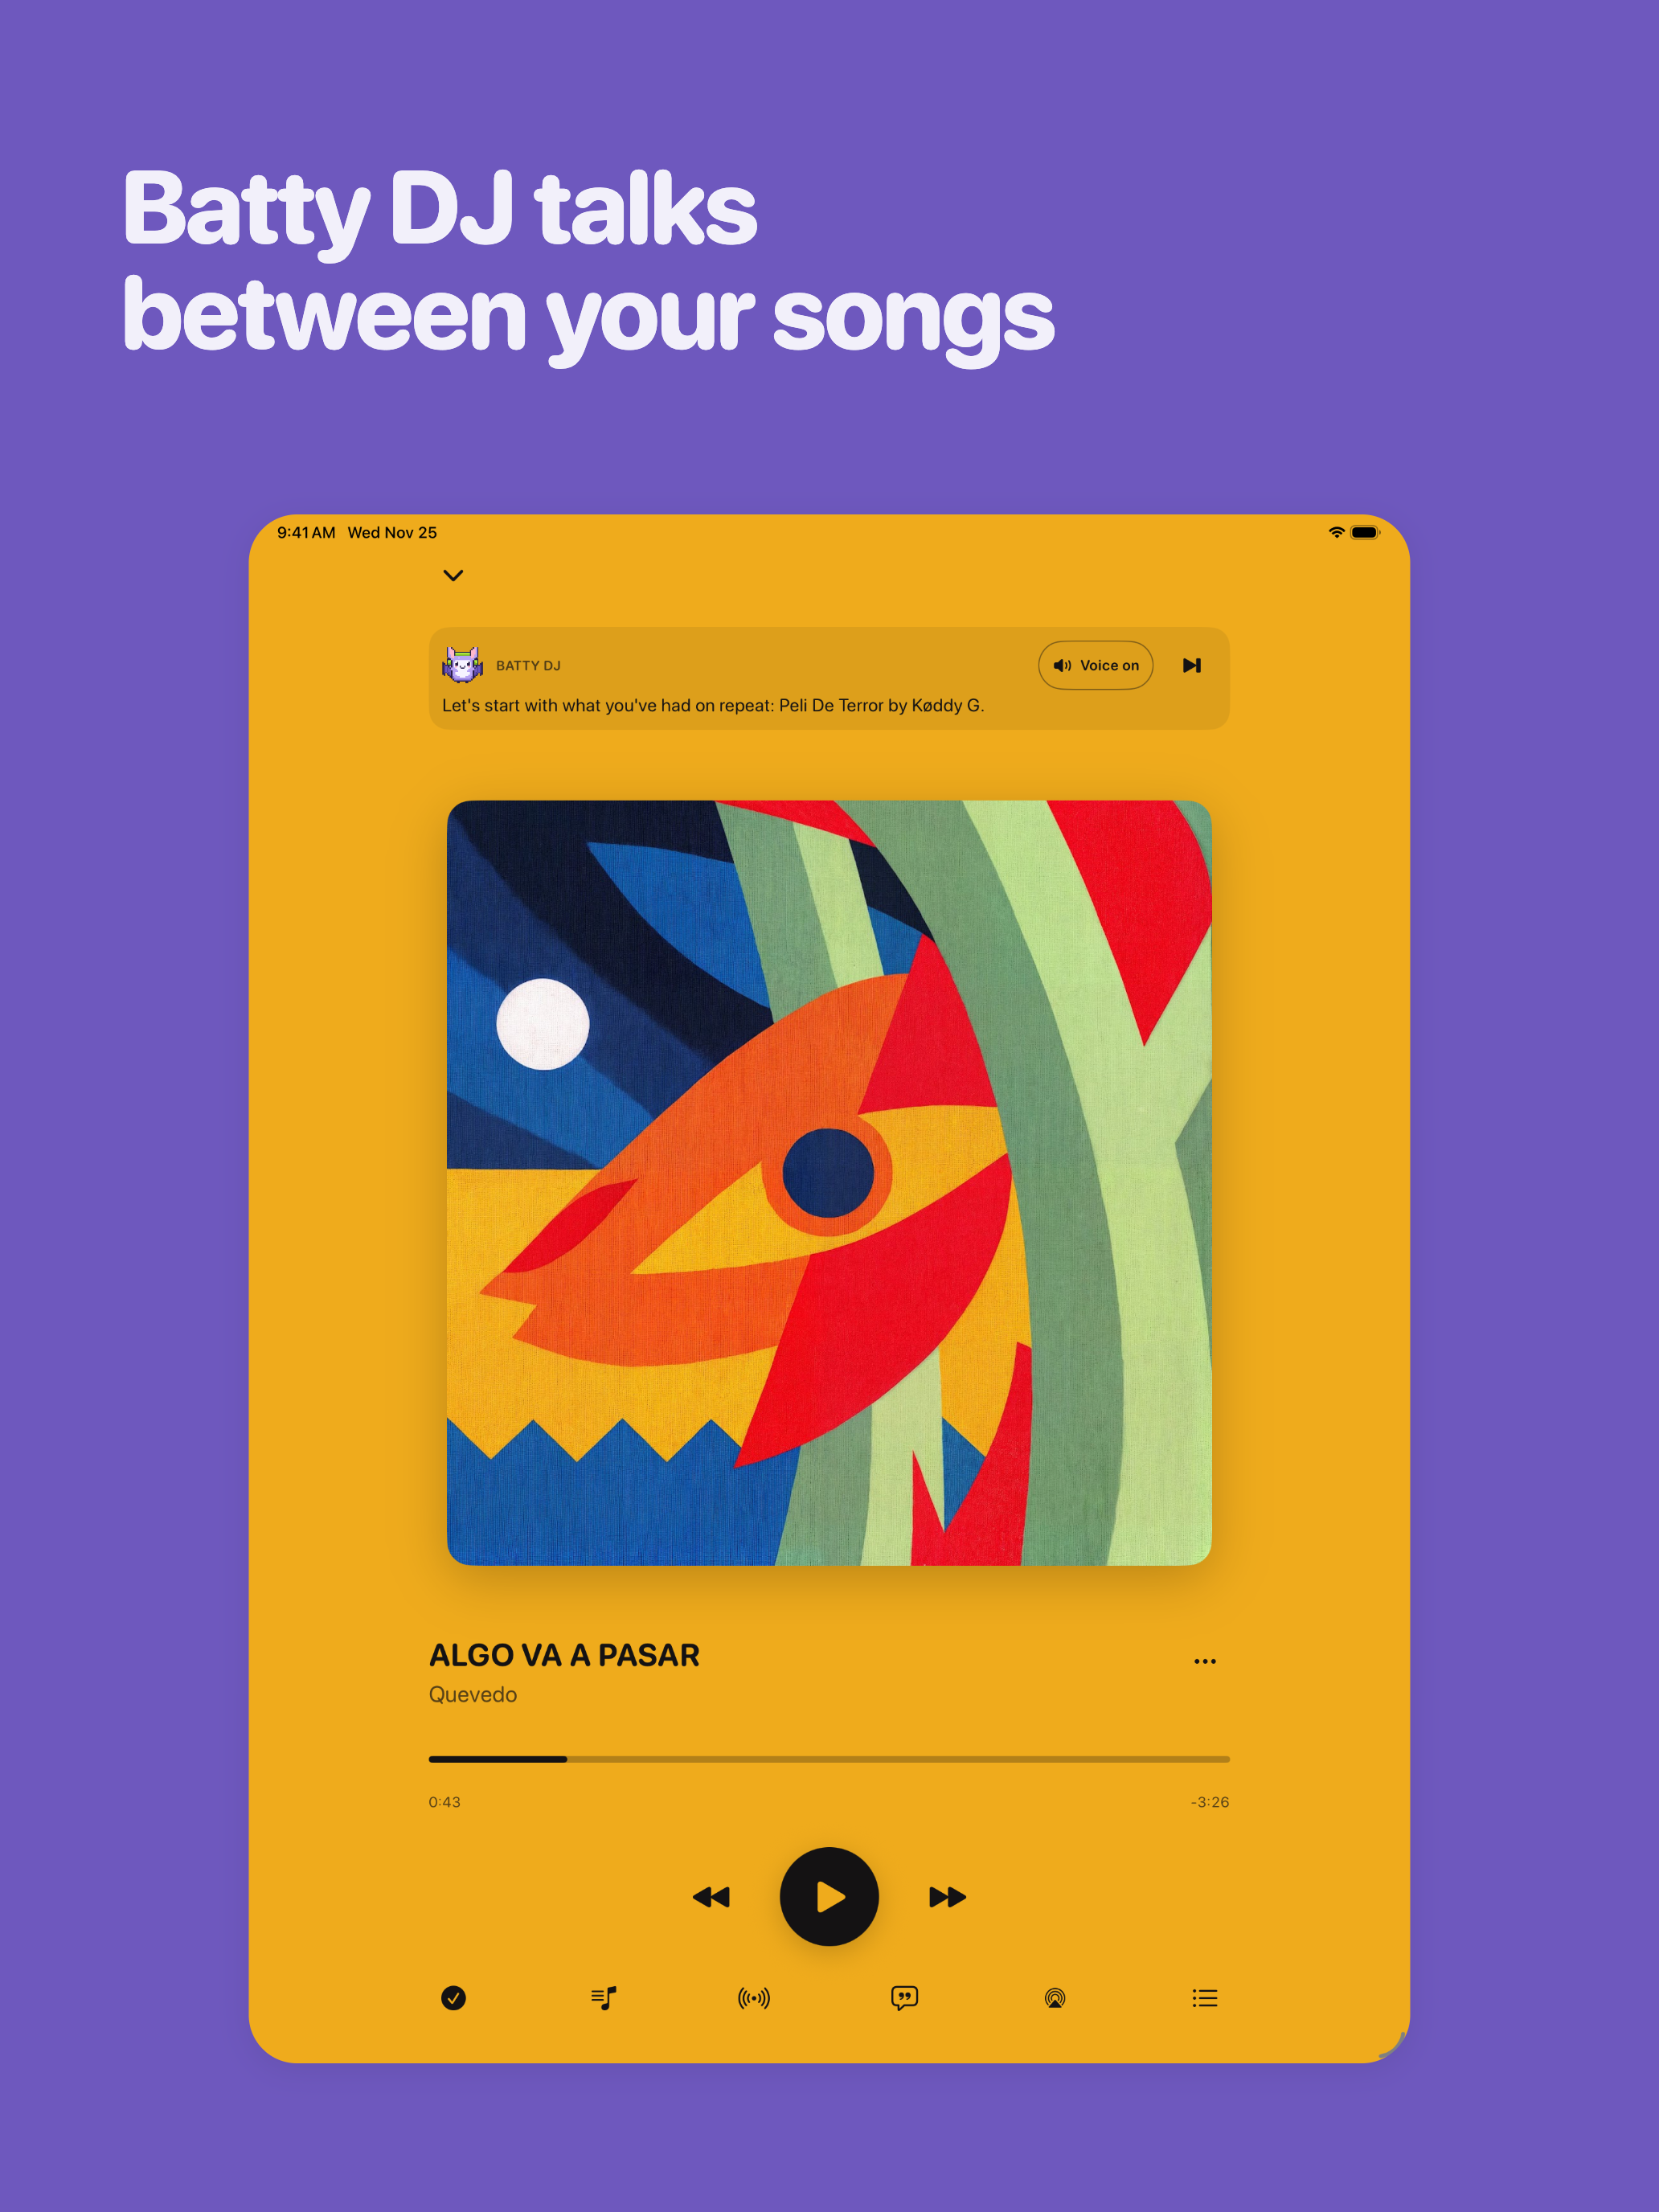 Batty DJ talks
between your songs
9:41 AM Wed Nov 25
BATTY DJ
Voice on
Let's start with what you've had on repeat: Peli De Terror by Køddy G.
ALGO VA A PASAR
Quevedo
0:43
-3:26